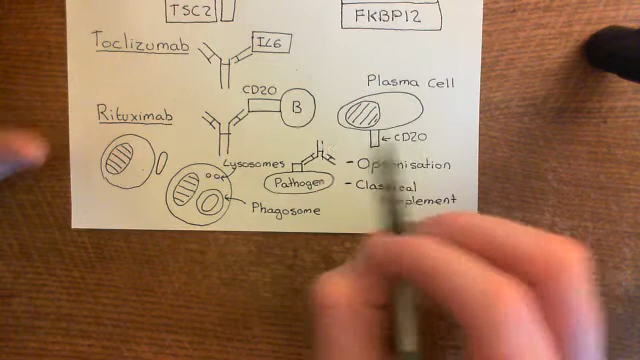 TSC2
FKBP12
Toclizumab
IL6
CD20
B
Plasma Cell
Rituximab
CD20
Lysosomes
Pathogen
Phagosome
- Opsonisation
- Classical